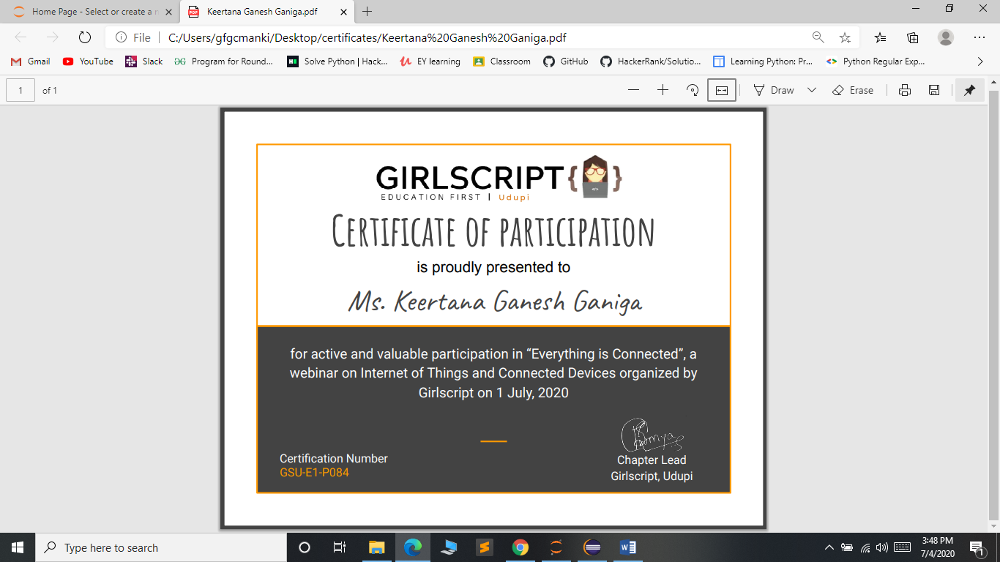 Home Page - Select or create a n
Keertana Ganesh Ganiga.pdf
File
C:/Users/gfgcmanki/Desktop/certificates/Keertana%20Ganesh%20Ganiga.pdf
Gmail
YouTube
Slack
Program for Round...
Solve Python | Hack...
EY learning
Classroom
GitHub
HackerRank/Solutio...
Learning Python: Pr...
Python Regular Exp...
1 of 1
Draw
Erase
GIRLSCRIPT
EDUCATION FIRST | Udupi
CERTIFICATE OF PARTICIPATION
is proudly presented to
Ms. Keertana Ganesh Ganiga
for active and valuable participation in “Everything is Connected”, a
webinar on Internet of Things and Connected Devices organized by
Girlscript on 1 July, 2020
Certification Number
GSU-E1-P084
Chapter Lead
Girlscript, Udupi
Type here to search
3:48 PM
7/4/2020
1